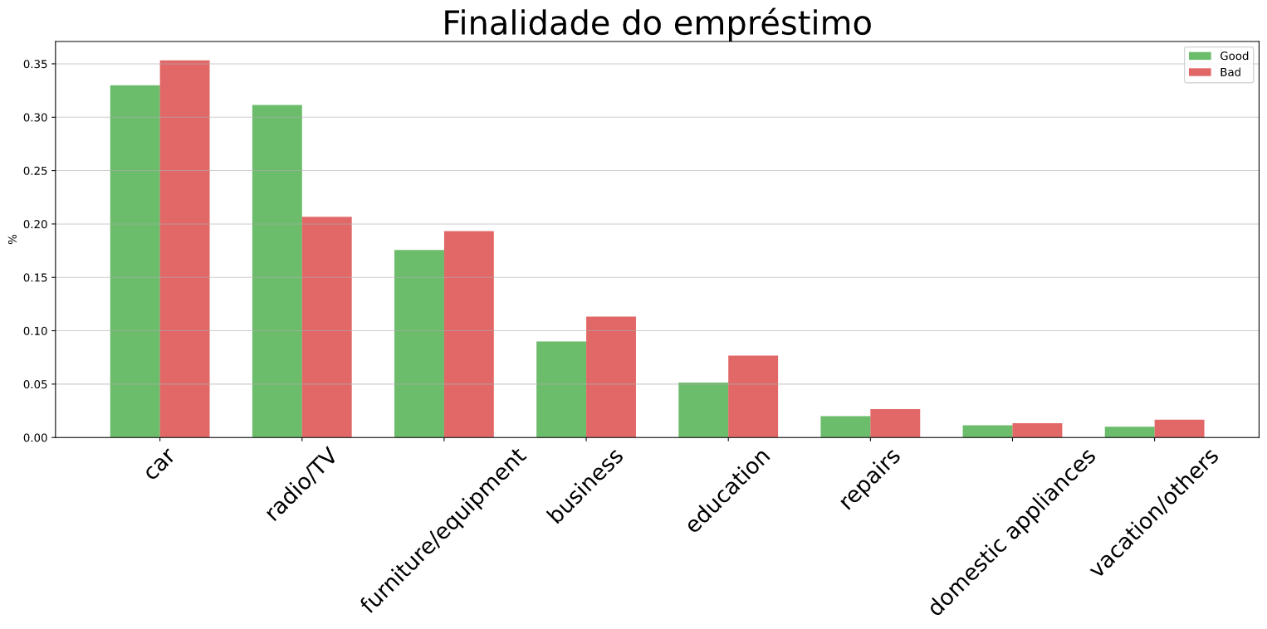 Finalidade do empréstimo
Good
Bad
%
0.35
0.30
0.25
0.20
0.15
0.10
0.05
0.00
car
radio/TV
furniture/equipment
business
education
repairs
domestic appliances
vacation/others